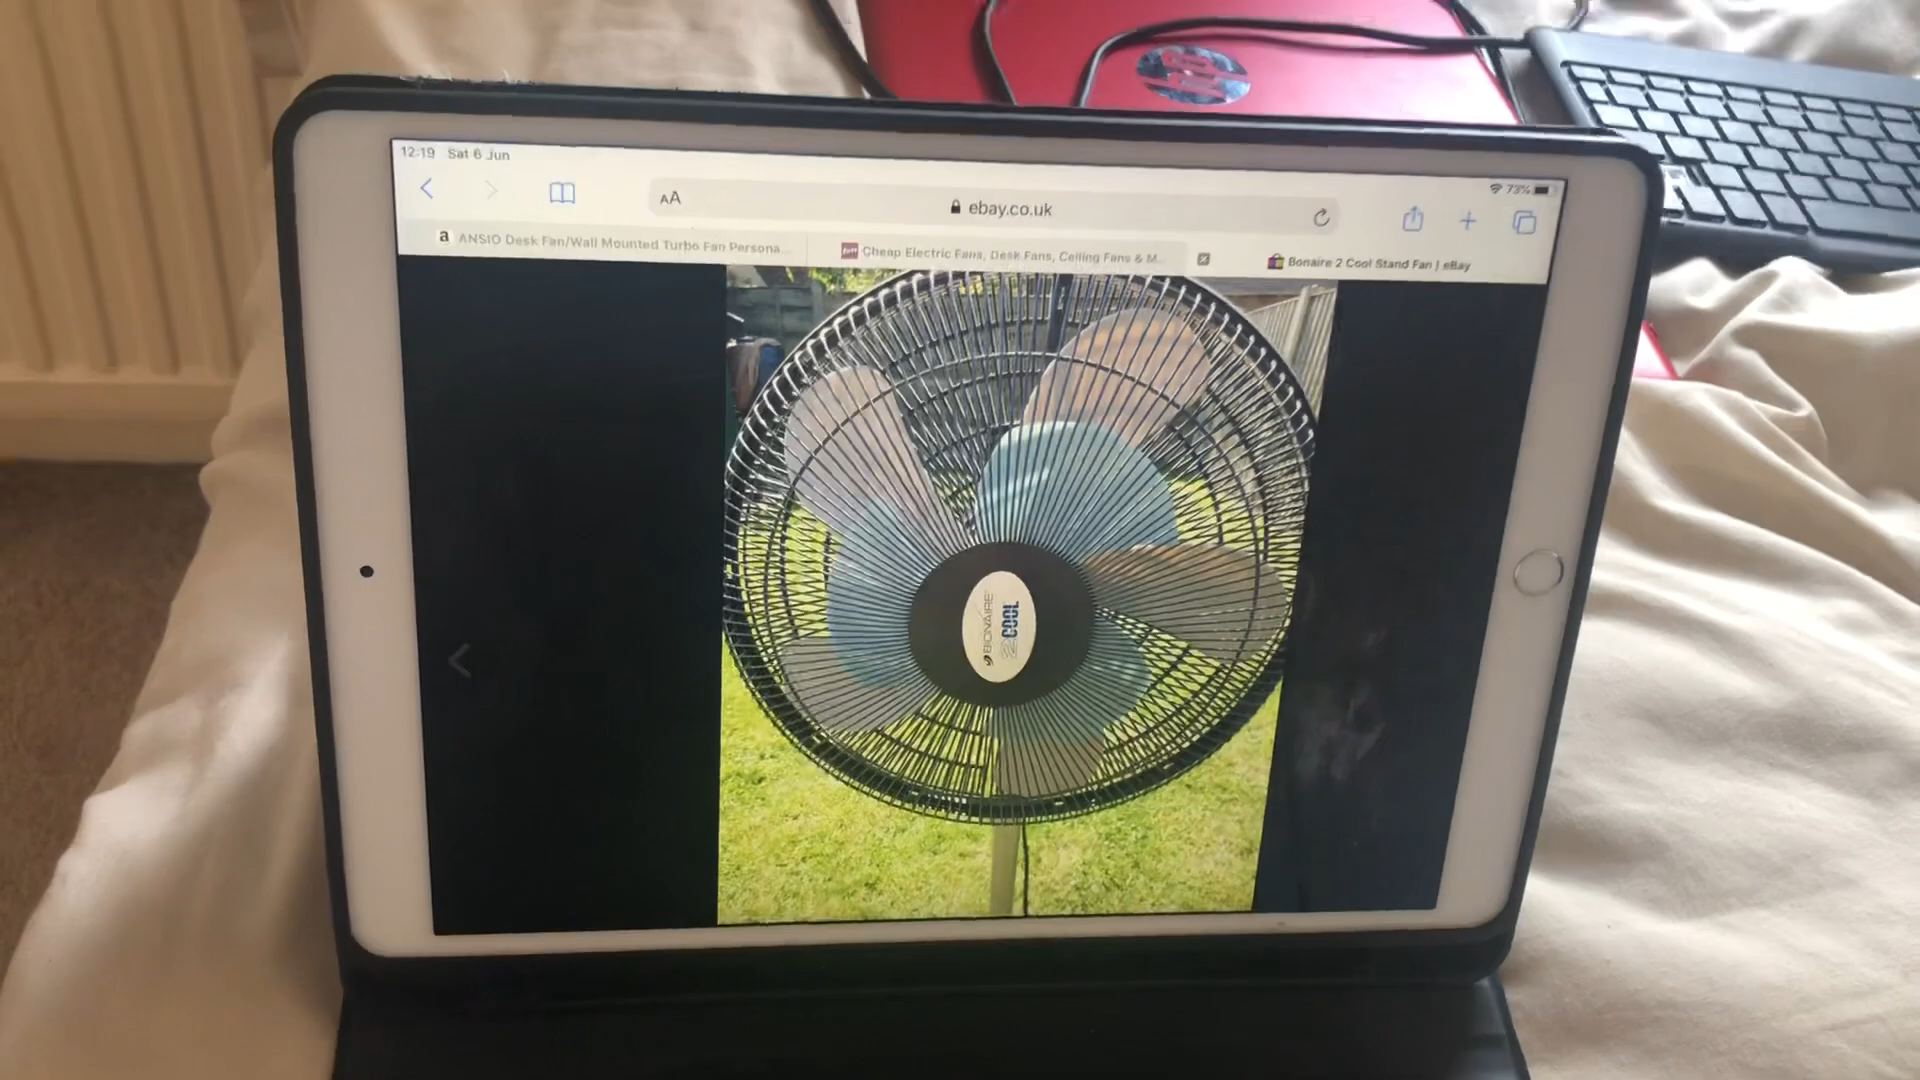 12:19 Sat 6 Jun
73%
AA
ebay.co.uk
a ANSIO Desk Fan/Wall Mounted Turbo Fan Persona...
Cheap Electric Fans, Desk Fans, Ceiling Fans & M...
Bonaire 2 Cool Stand Fan | eBay
BIONAIRE
2COOL
hp